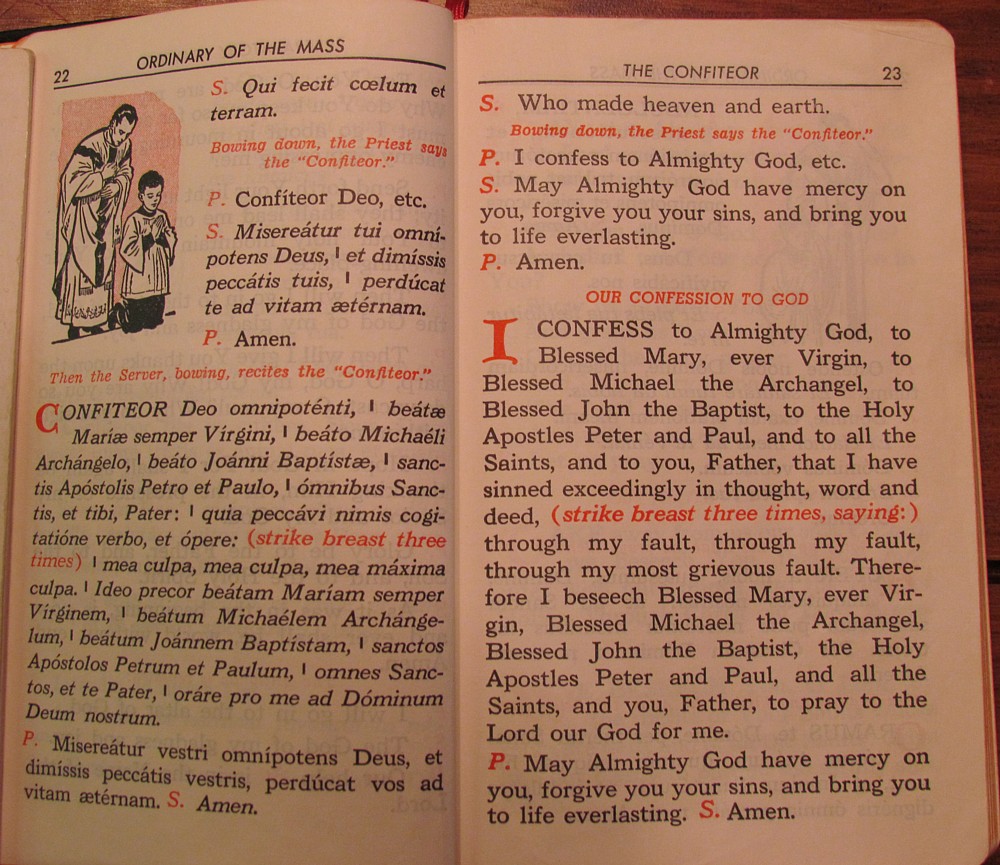 22 ORDINARY OF THE MASS
S. Qui fecit cœlum et
terram.
Bowing down, the Priest says
the "Confiteor."
P. Confíteor Deo, etc.
S. Misereátur tui omní-
potens Deus, ǀ et dimíssis
peccátis tuis, ǀ perdúcat
te ad vitam ætérnam.
P. Amen.
Then the Server, bowing, recites the "Confiteor."
CONFITEOR Deo omnipoténti, ǀ beátæ
Maríæ semper Vírgini, ǀ beáto Michaéli
Archángelo, ǀ beáto Joánni Baptístæ, ǀ sanc-
tis Apóstolis Petro et Paulo, ǀ ómnibus Sanc-
tis, et tibi, Pater: ǀ quia peccávi nimis cogi-
tatióne verbo, et ópere: (strike breast three
times) ǀ mea culpa, mea culpa, mea máxima
culpa. ǀ Ideo precor beátam Maríam semper
Vírginem, ǀ beátum Michaélem Archánge-
lum, ǀ beátum Joánnem Baptístam, ǀ sanctos
Apóstolos Petrum et Paulum, ǀ omnes Sanc-
tos, et te Pater, ǀ oráre pro me ad Dóminum
Deum nostrum.
P. Misereátur vestri omnípotens Deus, et
dimíssis peccátis vestris, perdúcat vos ad
vitam ætérnam. S. Amen.
THE CONFITEOR 23
S. Who made heaven and earth.
Bowing down, the Priest says the "Confiteor."
P. I confess to Almighty God, etc.
S. May Almighty God have mercy on
you, forgive you your sins, and bring you
to life everlasting.
P. Amen.
OUR CONFESSION TO GOD
I CONFESS to Almighty God, to
Blessed Mary, ever Virgin, to
Blessed Michael the Archangel, to
Blessed John the Baptist, to the Holy
Apostles Peter and Paul, and to all the
Saints, and to you, Father, that I have
sinned exceedingly in thought, word and
deed, (strike breast three times, saying:)
through my fault, through my fault,
through my most grievous fault. There-
fore I beseech Blessed Mary, ever Vir-
gin, Blessed Michael the Archangel,
Blessed John the Baptist, the Holy
Apostles Peter and Paul, and all the
Saints, and you, Father, to pray to the
Lord our God for me.
P. May Almighty God have mercy on
you, forgive you your sins, and bring you
to life everlasting. S. Amen.